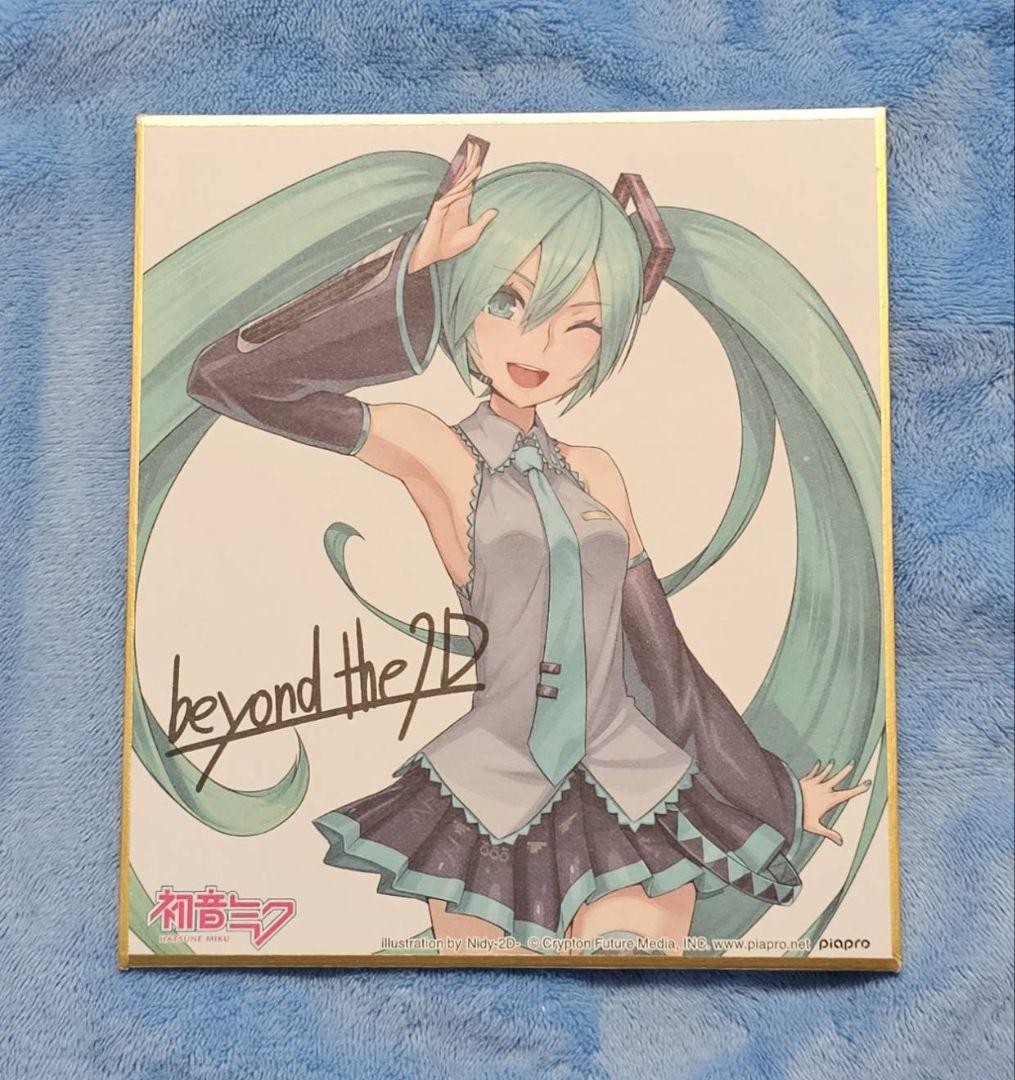 beyond the 2D
初音ミク
HATSUNE MIKU
illustration by Nidy-2D- © Crypton Future Media, INC. www.piapro.net piapro